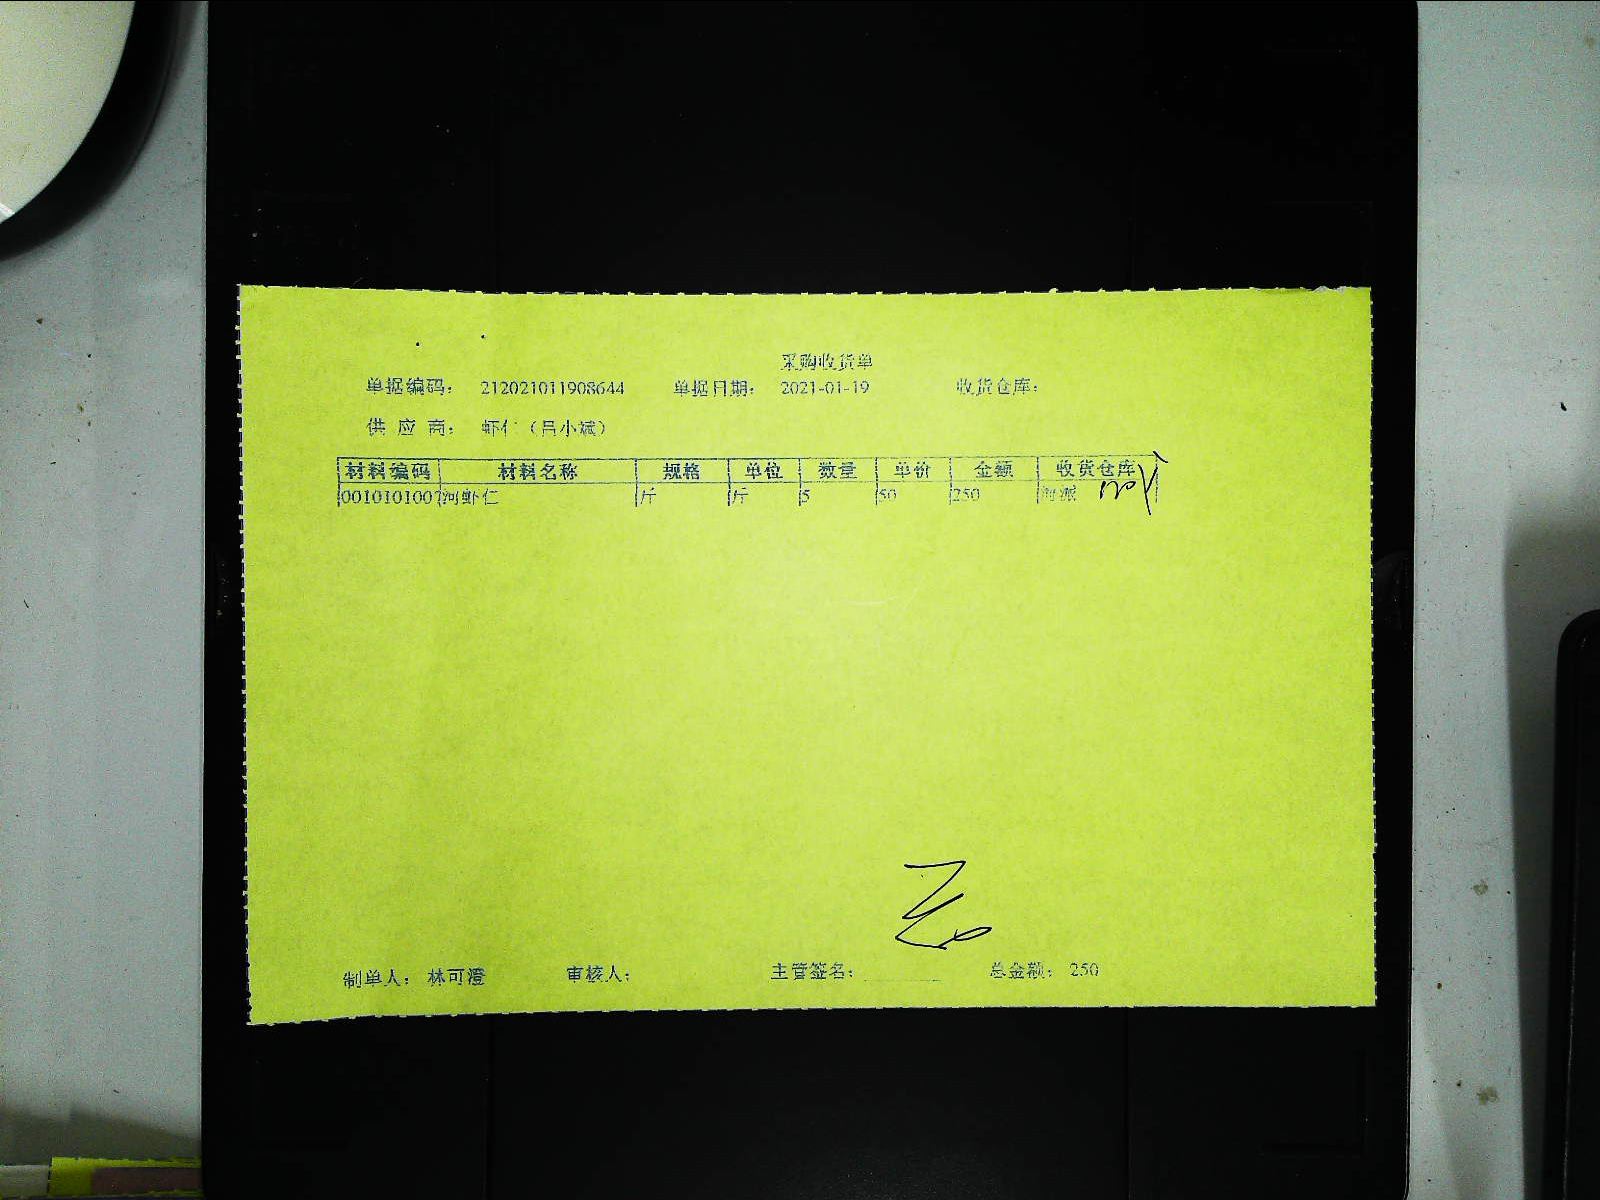 采购收货单
单据编码： 212021011908644 单据日期： 2021-01-19 收货仓库：
供 应 商： 虾仁（吕小斌）
材料编码 材料名称 规格 单位 数量 单价 金额 收货仓库
0010101007 河虾仁 斤 斤 5 50 250 海派
制单人： 林可澄 审核人： 主管签名： 总金额： 250